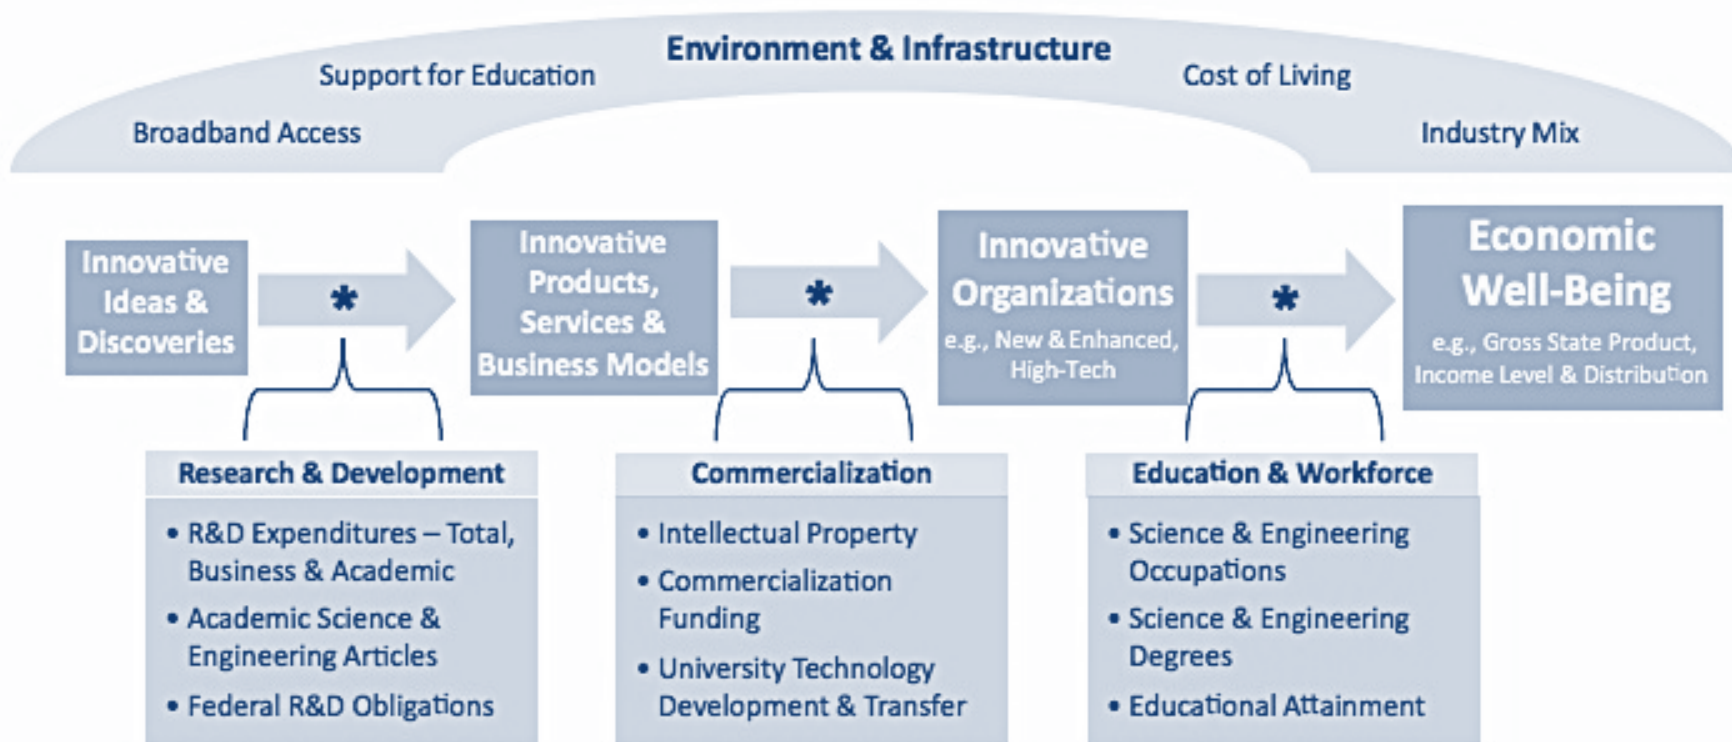 Environment & Infrastructure
Support for Education
Cost of Living
Broadband Access
Industry Mix
Innovative
Ideas &
Discoveries
*
Innovative
Products,
Services &
Business Models
*
Innovative
Organizations
e.g., New & Enhanced,
High-Tech
*
Economic
Well-Being
e.g., Gross State Product,
Income Level & Distribution
Research & Development
• R&D Expenditures – Total,
Business & Academic
• Academic Science &
Engineering Articles
• Federal R&D Obligations
Commercialization
• Intellectual Property
• Commercialization
Funding
• University Technology
Development & Transfer
Education & Workforce
• Science & Engineering
Occupations
• Science & Engineering
Degrees
• Educational Attainment